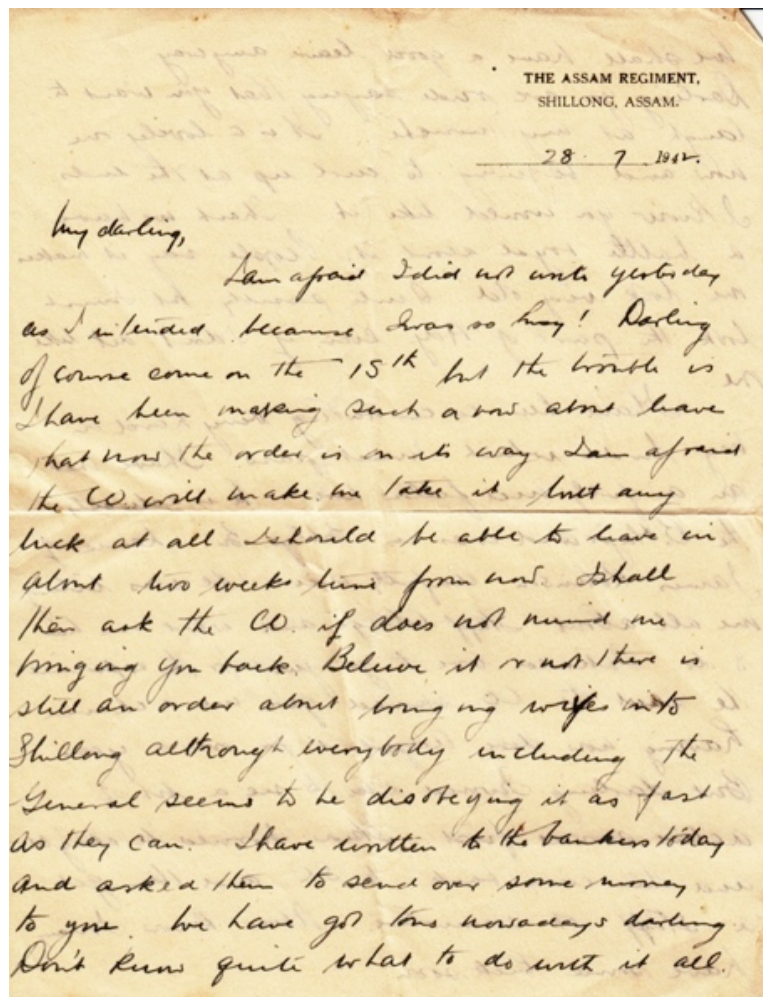 THE ASSAM REGIMENT,
SHILLONG, ASSAM.
28 . 7 1942.
My darling,
I am afraid I did not write yesterday
as I intended because I was so busy! Darling
of course come on the 15th but the trouble is
I have been making such a row about leave
that now the order is on its way I am afraid
the CO will make me take it with any
luck at all I should be able to leave in
about two weeks time from now I shall
then ask the CO. if does not mind me
bringing you back. Believe it or not there is
still an order about bringing wifes into
Shillong although everybody including the
General seems to be disobeying it as fast
as they can. I have written to the bankers today
and asked them to send over some money
to you. We have got tons nowadays darling
Don't know quite what to do with it all.